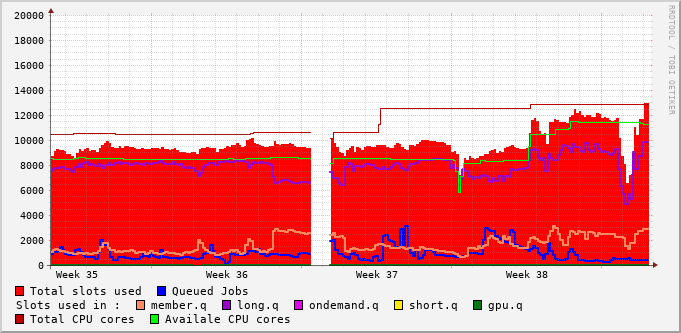 20000
18000
16000
14000
12000
10000
8000
6000
4000
2000
0
Week 35 Week 36 Week 37 Week 38
RRDTOOL / TOBI OETIKER
Total slots used Queued Jobs
Slots used in : member.q long.q ondemand.q short.q gpu.q
Total CPU cores Availale CPU cores